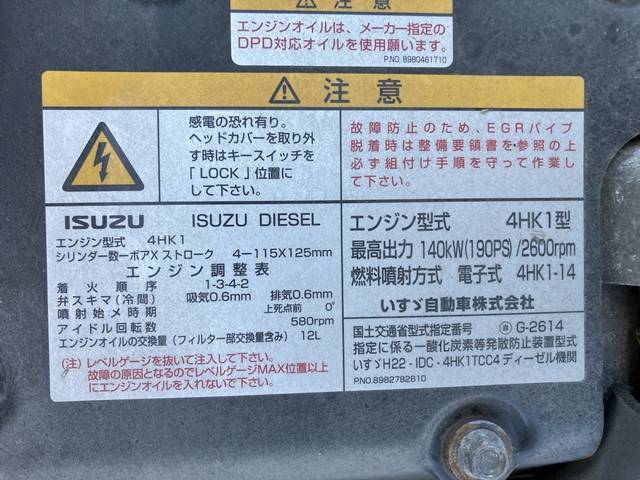 注意
エンジンオイルは、メーカー指定の
DPD対応オイルを使用願います。
P.NO.8980461710
注意
感電の恐れ有り。
ヘッドカバーを取り外
す時はキースイッチを
「LOCK」位置に
して下さい。
故障防止のため、EGRパイプ
脱着時は整備要領書を参照の上
必ず組付け手順を守って作業し
て下さい。
ISUZU ISUZU DIESEL
エンジン型式 4HK1
シリンダー数ーボアX ストローク 4ー115X125mm
エンジン調整表
着火順序 1-3-4-2
弁スキマ(冷間) 吸気0.6mm 排気0.6mm
噴射始メ時期 上死点前 0°
アイドル回転数 580rpm
エンジンオイルの交換量(フィルター部交換量含み) 12L
(注)レベルゲージを抜いて注入して下さい。
故障の原因となるのでレベルゲージMAX位置以上
にエンジンオイルを入れないで下さい。
エンジン型式 4HK1型
最高出力 140kW(190PS)/2600rpm
燃料噴射方式 電子式 4HK1-14
いすゞ自動車株式会社
国土交通省型式指定番号 G-2614
指定に係る一酸化炭素等発散防止装置型式
いすゞH22-IDC-4HK1TCC4ディーゼル機関
P.NO.8982782610